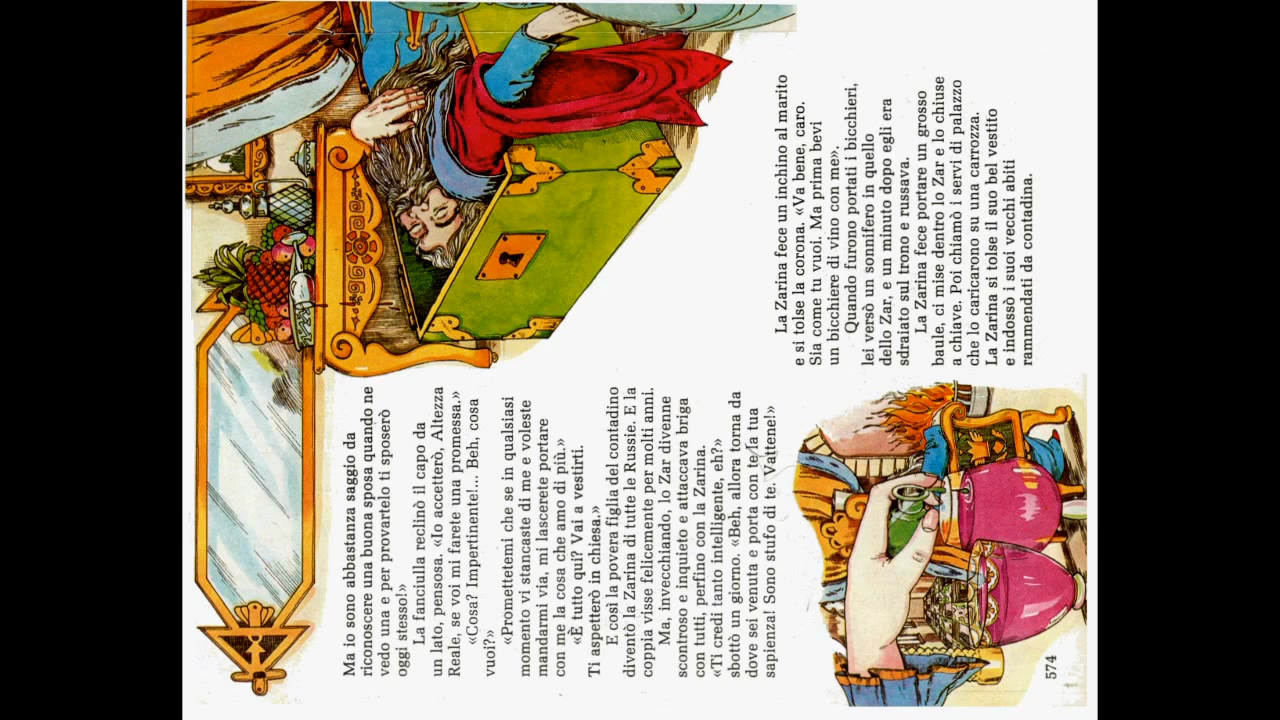 Ma io sono abbastanza saggio da
riconoscere una buona sposa quando ne
vedo una e per provartelo ti sposerò
oggi stesso!»
La fanciulla reclinò il capo da
un lato, pensosa. «Io accetterò, Altezza
Reale, se voi mi farete una promessa.»
«Cosa? Impertinente!... Beh, cosa
vuoi?»
«Promettetemi che se in qualsiasi
momento vi stancaste di me e voleste
mandarmi via, mi lascerete portare
con me la cosa che amo di più.»
«È tutto qui? Vai a vestirti.
Ti aspetterò in chiesa.»
E così la povera figlia del contadino
diventò la Zarina di tutte le Russie. E la
coppia visse felicemente per molti anni.
Ma, invecchiando, lo Zar divenne
scontroso e inquieto e attaccava briga
con tutti, perfino con la Zarina.
«Ti credi tanto intelligente, eh?»
sbottò un giorno. «Beh, allora torna da
dove sei venuta e porta con te la tua
sapienza! Sono stufo di te. Vattene!»
La Zarina fece un inchino al marito
e si tolse la corona. «Va bene, caro.
Sia come tu vuoi. Ma prima bevi
un bicchiere di vino con me».
Quando furono portati i bicchieri,
lei versò un sonnifero in quello
dello Zar, e un minuto dopo egli era
sdraiato sul trono e russava.
La Zarina fece portare un grosso
baule, ci mise dentro lo Zar e lo chiuse
a chiave. Poi chiamò i servi di palazzo
che lo caricarono su una carrozza.
La Zarina si tolse il suo bel vestito
e indossò i suoi vecchi abiti
rammendati da contadina.
574